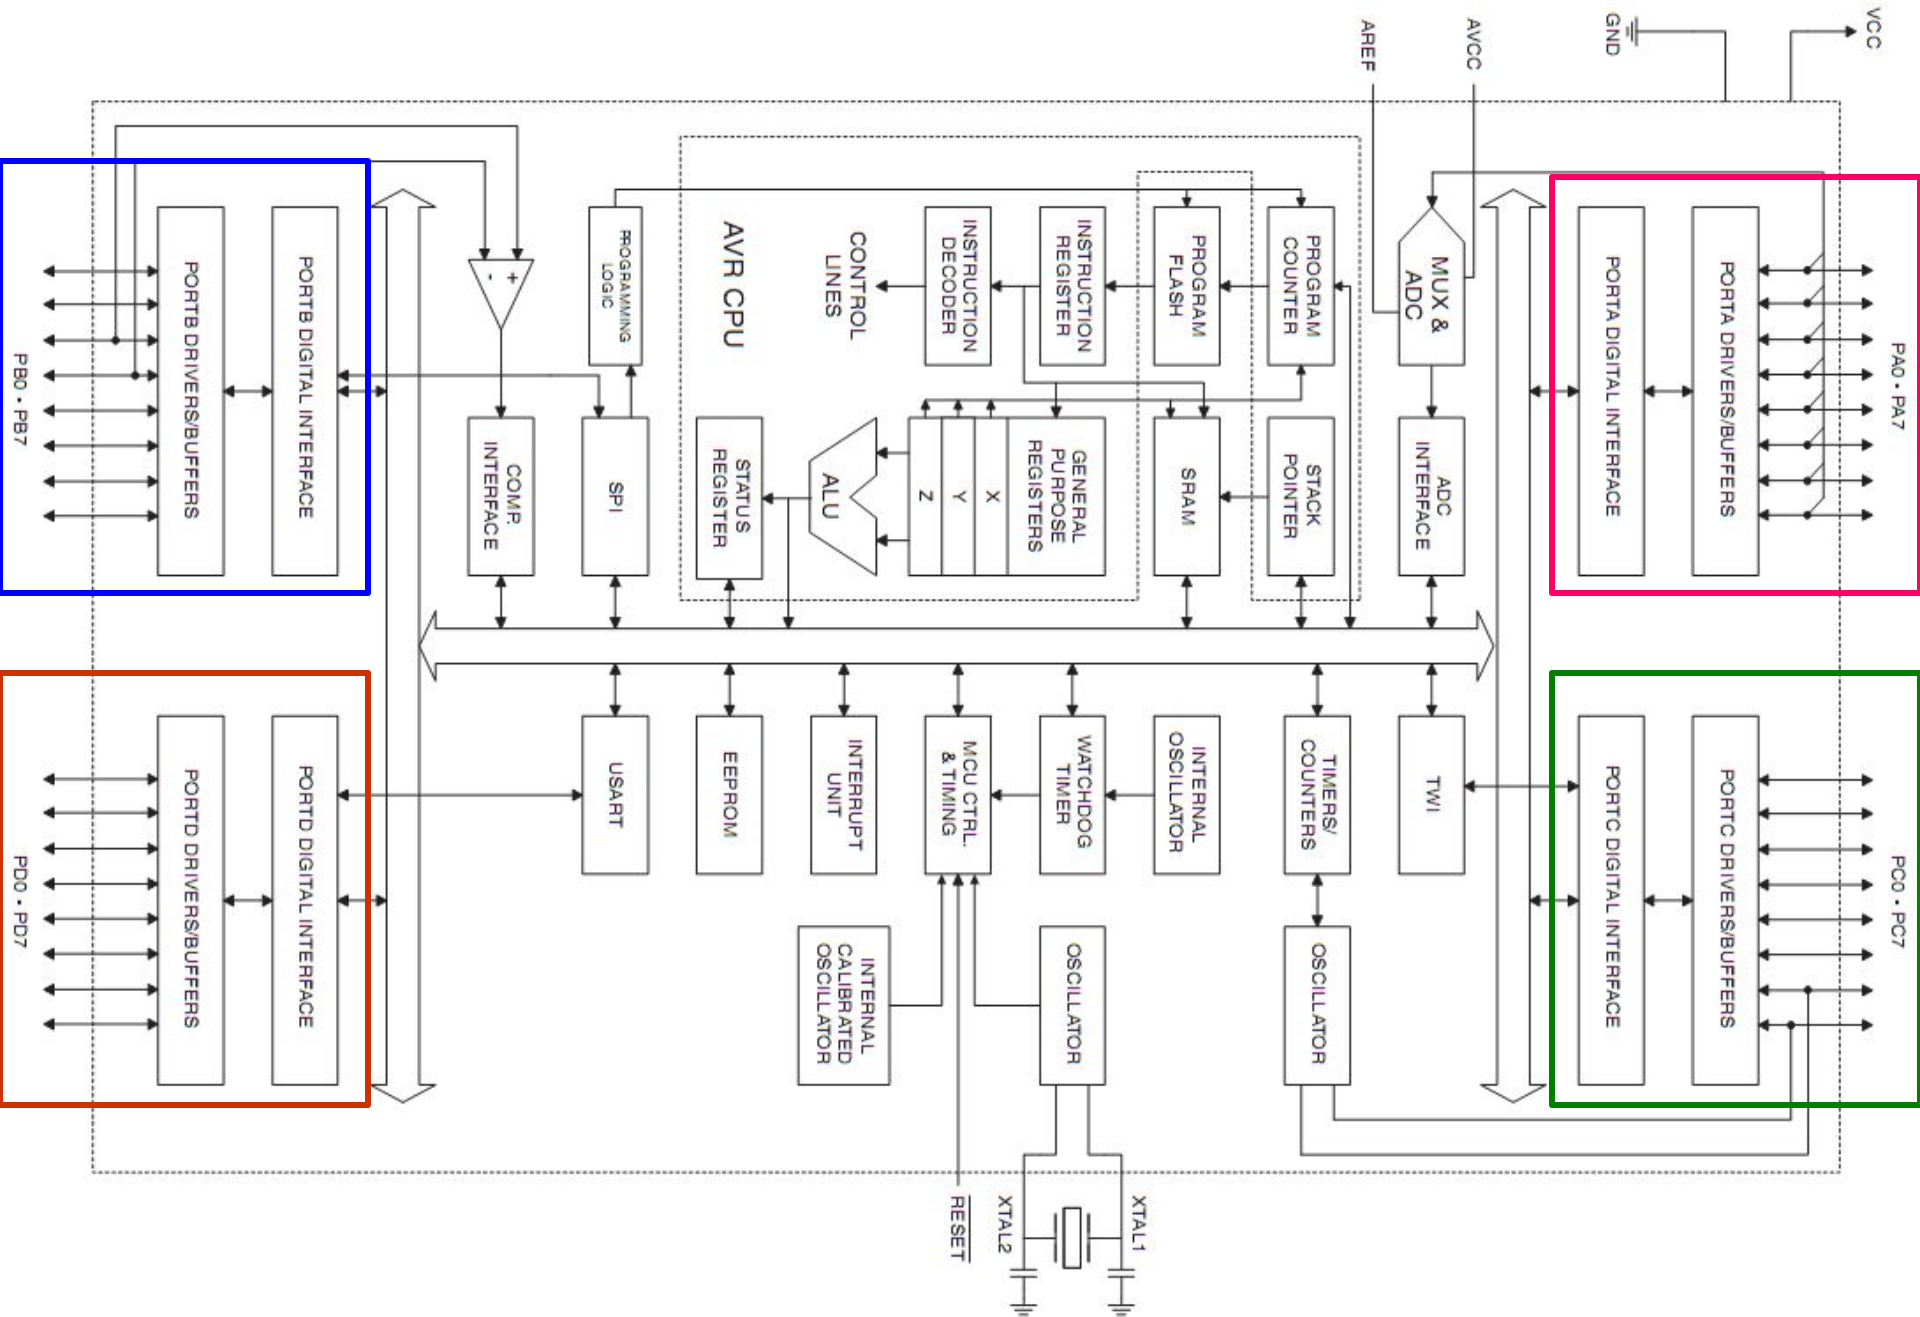 VCC
GND
AVCC
AREF
PA0 • PA7
PORTA DRIVERS/BUFFERS
PORTA DIGITAL INTERFACE
PC0 • PC7
PORTC DRIVERS/BUFFERS
PORTC DIGITAL INTERFACE
MUX &
ADC
ADC
INTERFACE
TWI
PROGRAM
COUNTER
STACK
POINTER
TIMERS/
COUNTERS
OSCILLATOR
PROGRAM
FLASH
SRAM
INTERNAL
OSCILLATOR
INSTRUCTION
REGISTER
GENERAL
PURPOSE
REGISTERS
X
Y
Z
WATCHDOG
TIMER
OSCILLATOR
XTAL1
XTAL2
INSTRUCTION
DECODER
MCU CTRL.
& TIMING
RESET
CONTROL
LINES
ALU
INTERRUPT
UNIT
INTERNAL
CALIBRATED
OSCILLATOR
AVR CPU
STATUS
REGISTER
EEPROM
PROGRAMMING
LOGIC
SPI
USART
+
-
COMP.
INTERFACE
PORTB DIGITAL INTERFACE
PORTB DRIVERS/BUFFERS
PB0 • PB7
PORTD DIGITAL INTERFACE
PORTD DRIVERS/BUFFERS
PD0 • PD7